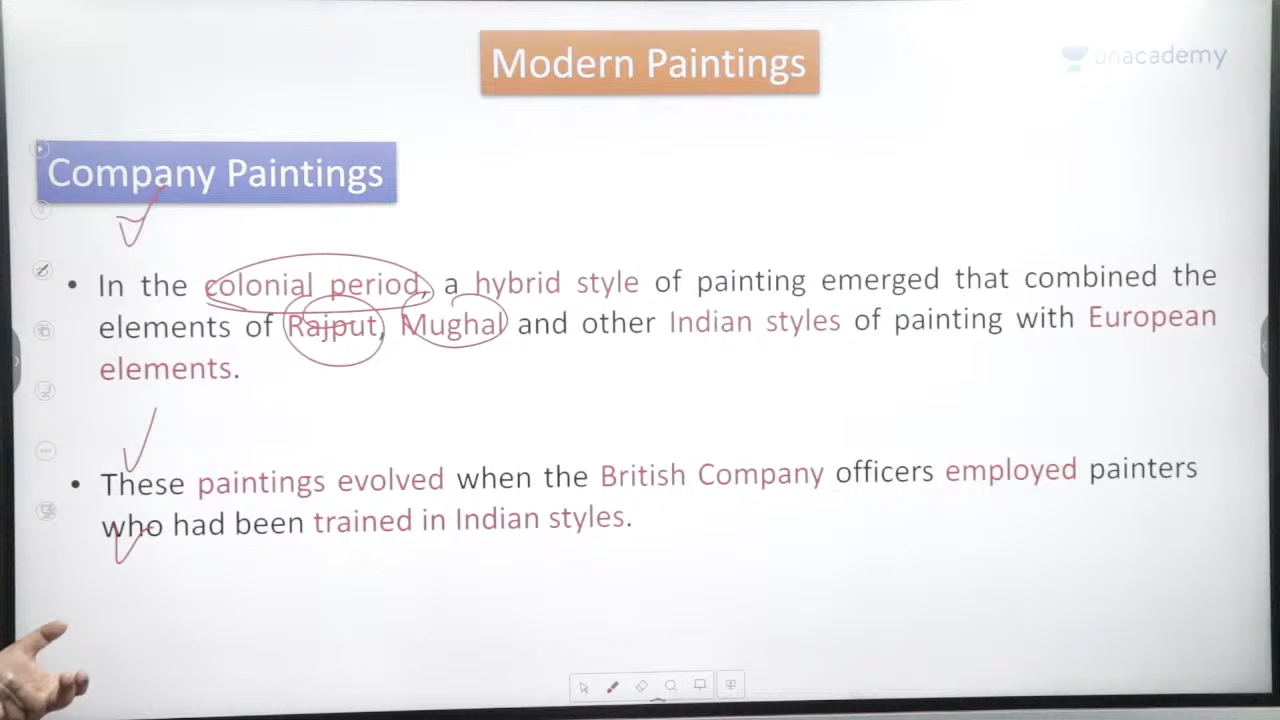 Modern Paintings
unacademy
Company Paintings
• In the colonial period, a hybrid style of painting emerged that combined the
elements of Rajput, Mughal and other Indian styles of painting with European
elements.
• These paintings evolved when the British Company officers employed painters
who had been trained in Indian styles.